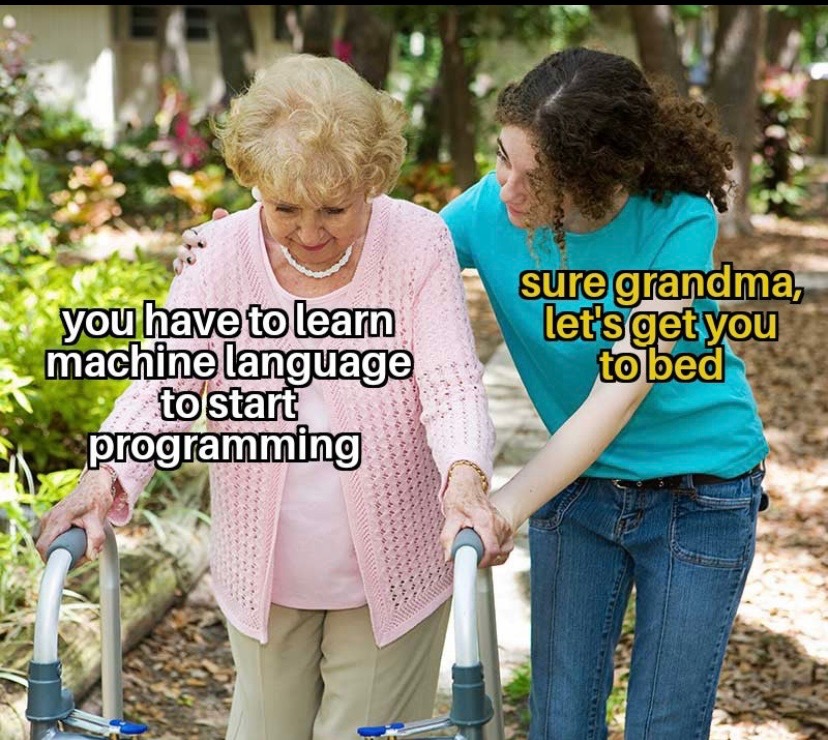 you have to learn
machine language
to start
programming
sure grandma,
let's get you
to bed